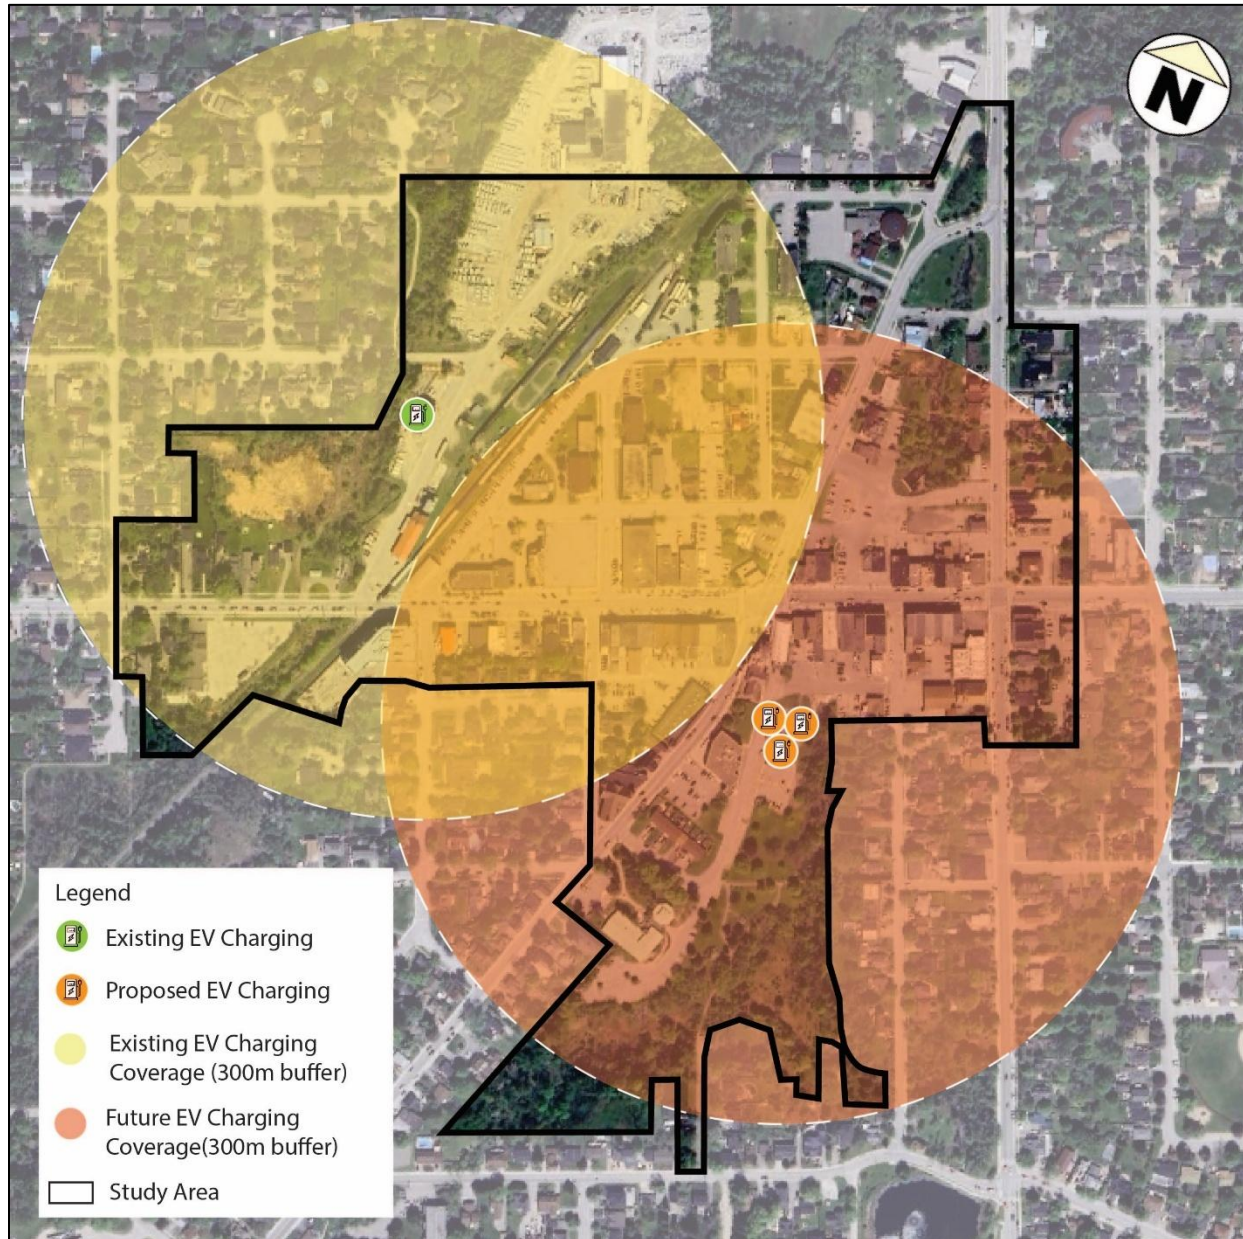 N
Legend
Existing EV Charging
Proposed EV Charging
Existing EV Charging
Coverage (300m buffer)
Future EV Charging
Coverage(300m buffer)
Study Area